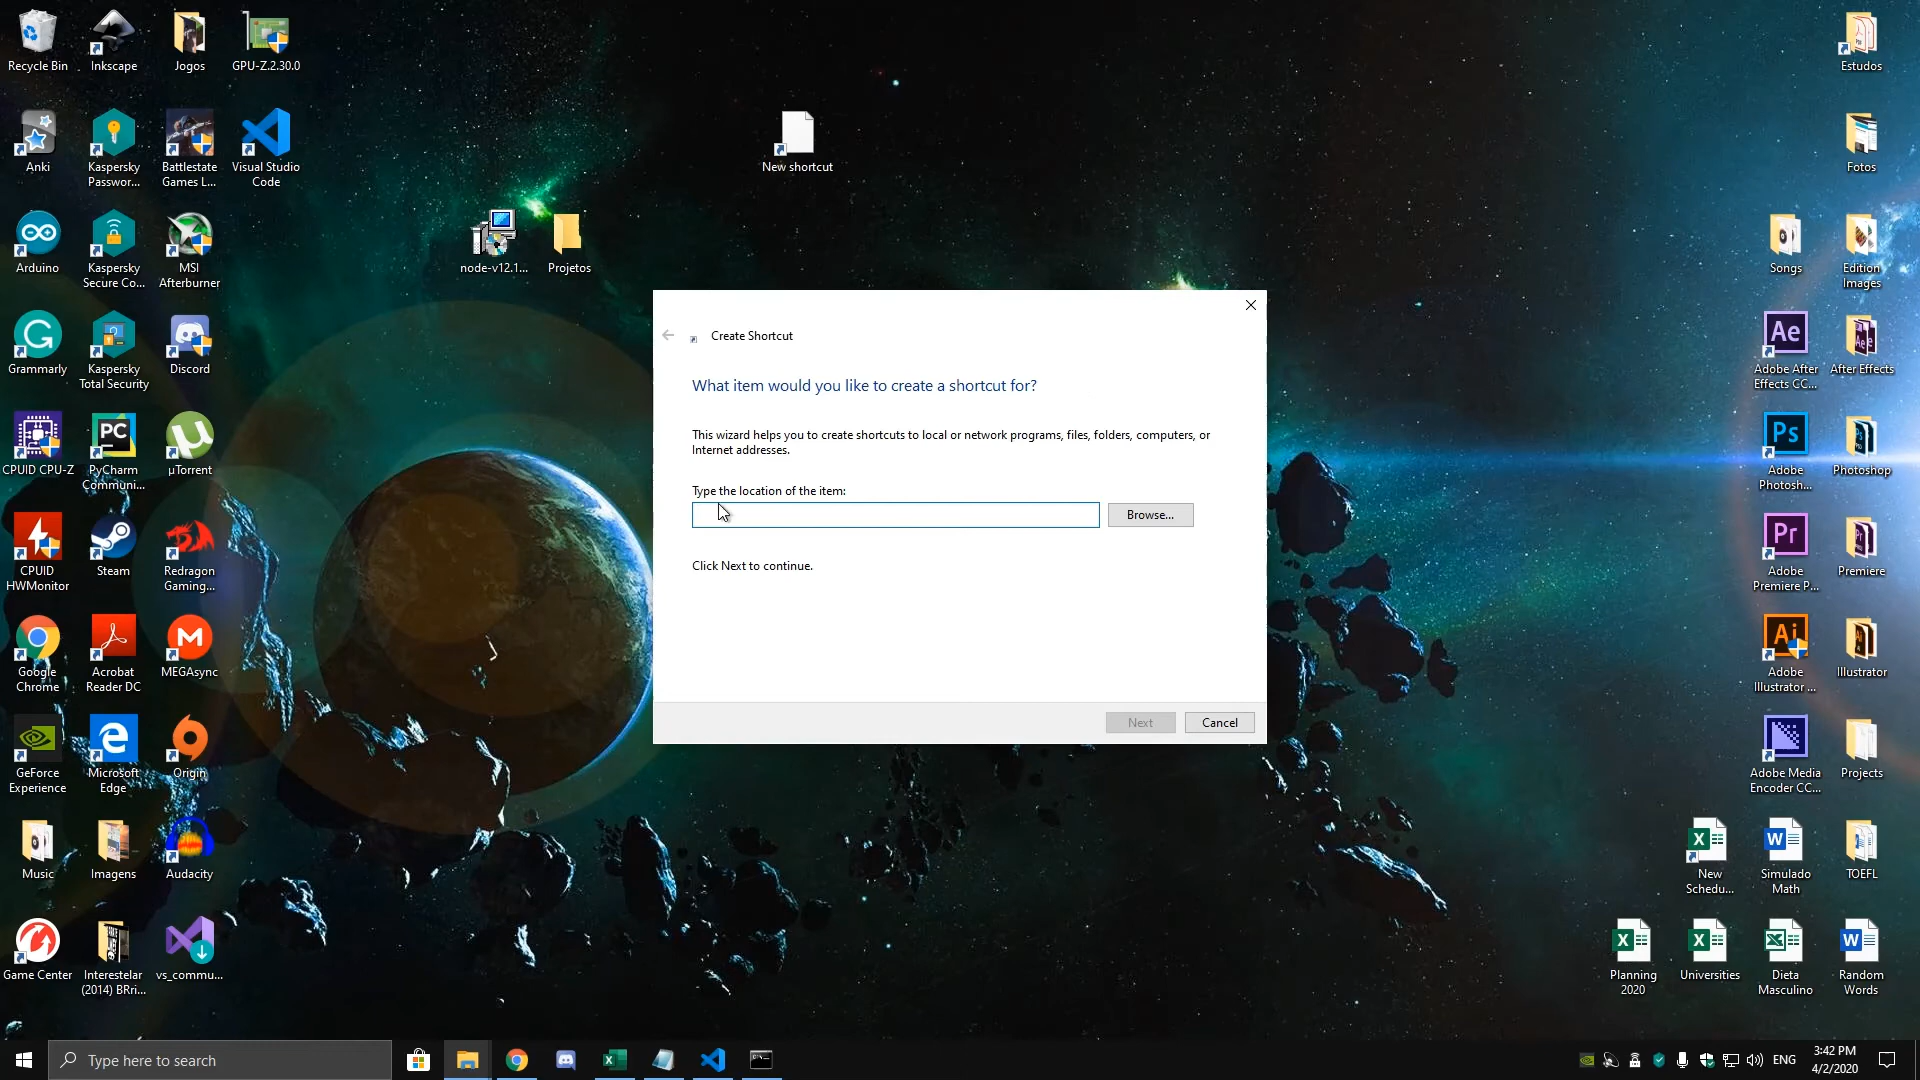 Recycle Bin
Inkscape
Jogos
GPU-Z.2.30.0
Anki
Kaspersky
Passwor...
Battlestate
Games L...
Visual Studio
Code
Arduino
Kaspersky
Secure Co...
MSI
Afterburner
Grammarly
Kaspersky
Total Security
Discord
CPUID CPU-Z
PC
PyCharm
Communi...
µTorrent
CPUID
HWMonitor
Steam
Redragon
Gaming...
Google
Chrome
Acrobat
Reader DC
MEGAsync
GeForce
Experience
Microsoft
Edge
Origin
Music
Imagens
Audacity
Game Center
Interestelar
(2014) BRri...
vs_commu...
New shortcut
node-v12.1...
Projetos
Create Shortcut
What item would you like to create a shortcut for?
This wizard helps you to create shortcuts to local or network programs, files, folders, computers, or
Internet addresses.
Type the location of the item:
Browse...
Click Next to continue.
Next
Cancel
Estudos
Fotos
Songs
Edition
Images
Ae
Adobe After
Effects CC...
After Effects
Ps
Adobe
Photosh...
Photoshop
Pr
Adobe
Premiere P...
Premiere
Ai
Adobe
Illustrator ...
Illustrator
Adobe Media
Encoder CC...
Projects
New
Schedu...
Simulado
Math
TOEFL
Planning
2020
Universities
Dieta
Masculino
Random
Words
Type here to search
ENG
3:42 PM
4/2/2020